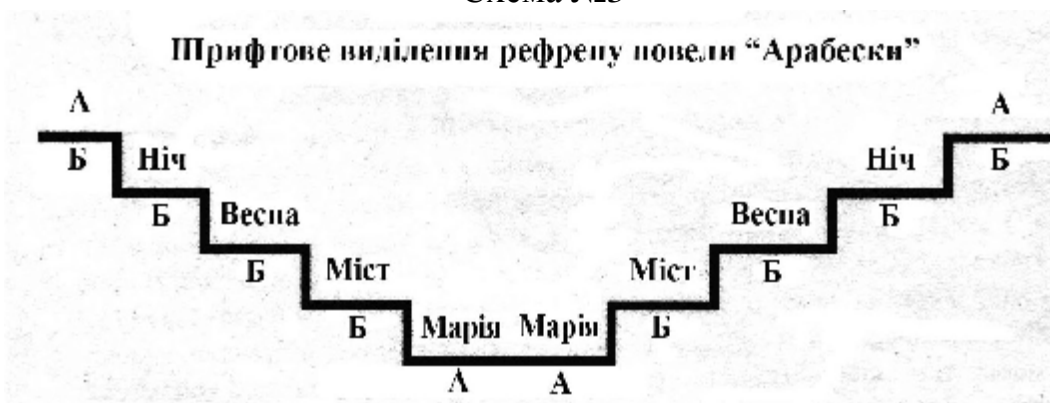 Шрифтове виділення рефрену новели “Арабески”
А А
Б Ніч Ніч Б
Б Весна Весна Б
Б Міст Міст Б
Б Марія Марія Б
А А